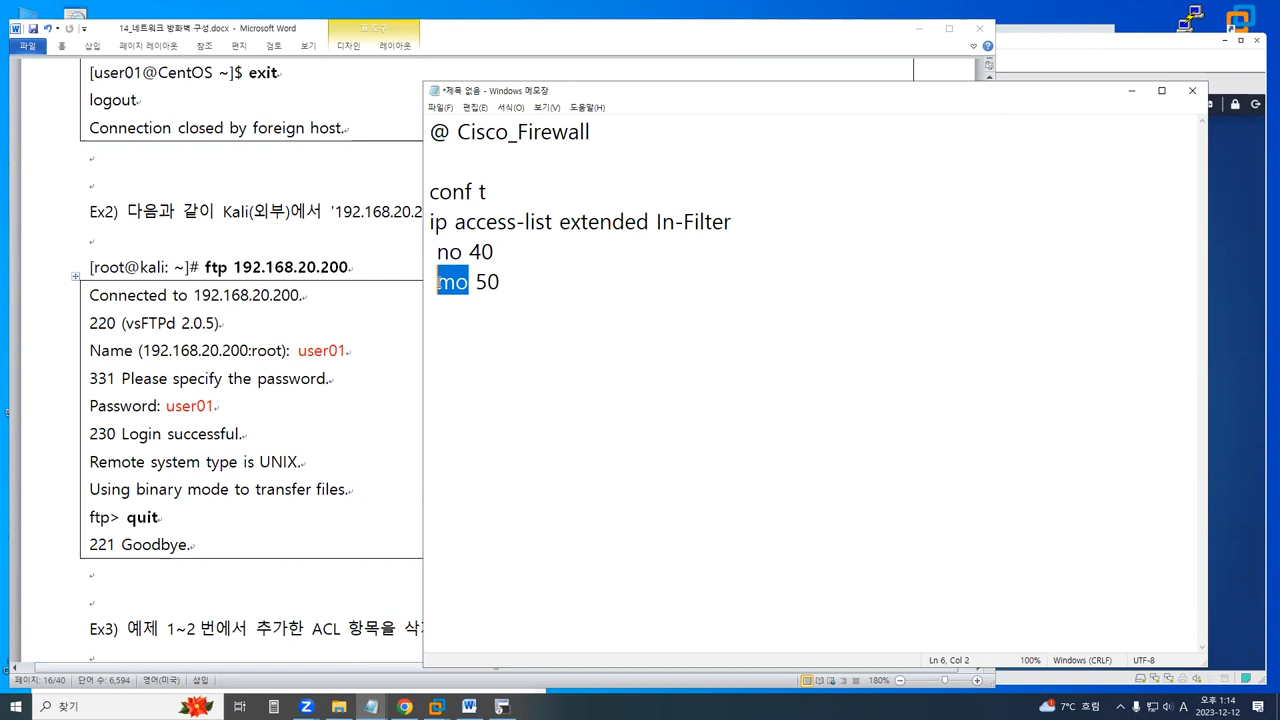 14_네트워크 방화벽 구성.docx - Microsoft Word
표 도구
파일 홈 삽입 페이지 레이아웃 참조 편지 검토 보기 디자인 레이아웃
[user01@CentOS ~]$ exit
logout
Connection closed by foreign host.
Ex2) 다음과 같이 Kali(외부)에서 '192.168.20.2
[root@kali: ~]# ftp 192.168.20.200
Connected to 192.168.20.200.
220 (vsFTPd 2.0.5)
Name (192.168.20.200:root): user01
331 Please specify the password.
Password: user01
230 Login successful.
Remote system type is UNIX.
Using binary mode to transfer files.
ftp> quit
221 Goodbye.
Ex3) 예제 1~2번에서 추가한 ACL 항목을
페이지: 16/40 단어 수: 6,594 영어(미국) 삽입 180%
*제목 없음 - Windows 메모장
파일(F) 편집(E) 서식(O) 보기(V) 도움말(H)
@ Cisco_Firewall
conf t
ip access-list extended In-Filter
no 40
mo 50
Ln 6, Col 2 100% Windows (CRLF) UTF-8
찾기
7°C 흐림 A 오후 1:14
2023-12-12